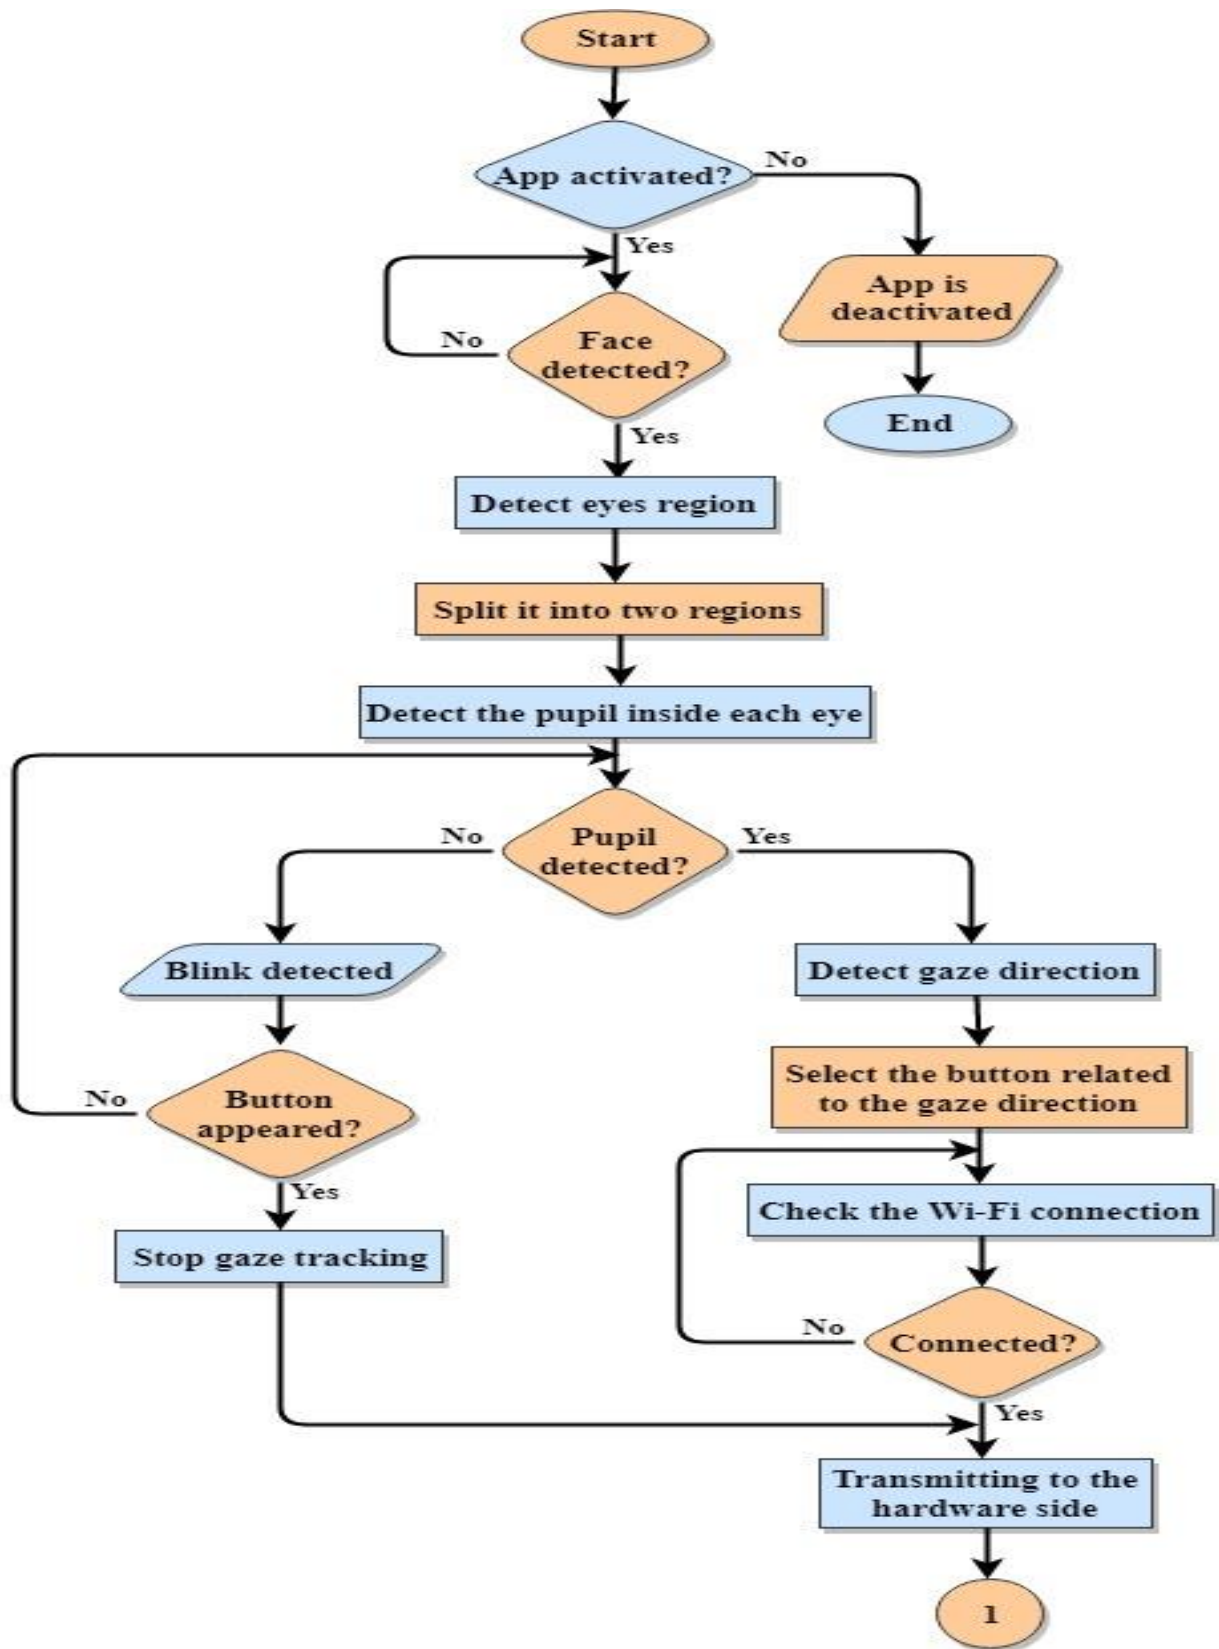 Start
App activated?
No
Yes
App is
deactivated
No
Face
detected?
End
Yes
Detect eyes region
Split it into two regions
Detect the pupil inside each eye
No
Pupil
detected?
Yes
Blink detected
Detect gaze direction
Select the button related
to the gaze direction
No
Button
appeared?
Yes
Check the Wi-Fi connection
Stop gaze tracking
No
Connected?
Yes
Transmitting to the
hardware side
1